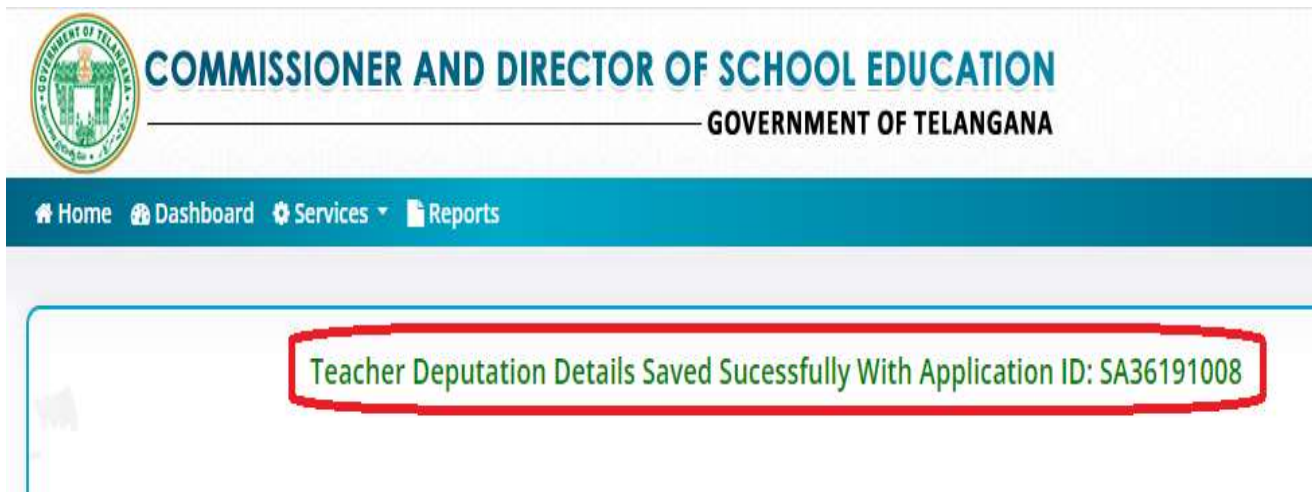 COMMISSIONER AND DIRECTOR OF SCHOOL EDUCATION
GOVERNMENT OF TELANGANA
Home Dashboard Services Reports
Teacher Deputation Details Saved Sucessfully With Application ID: SA36191008